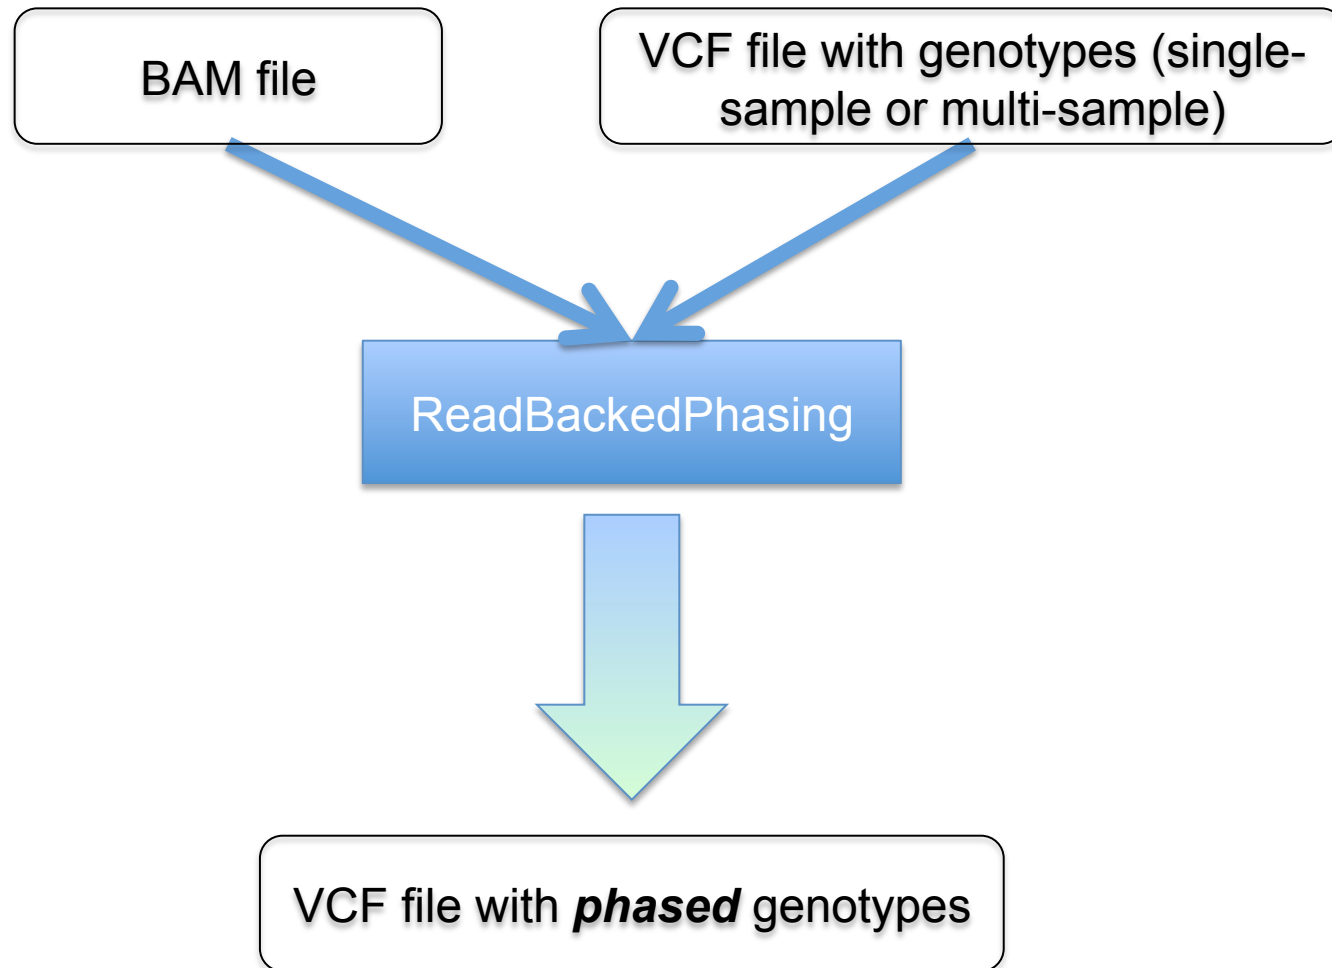 BAM file
VCF file with genotypes (single-
sample or multi-sample)
ReadBackedPhasing
VCF file with phased genotypes